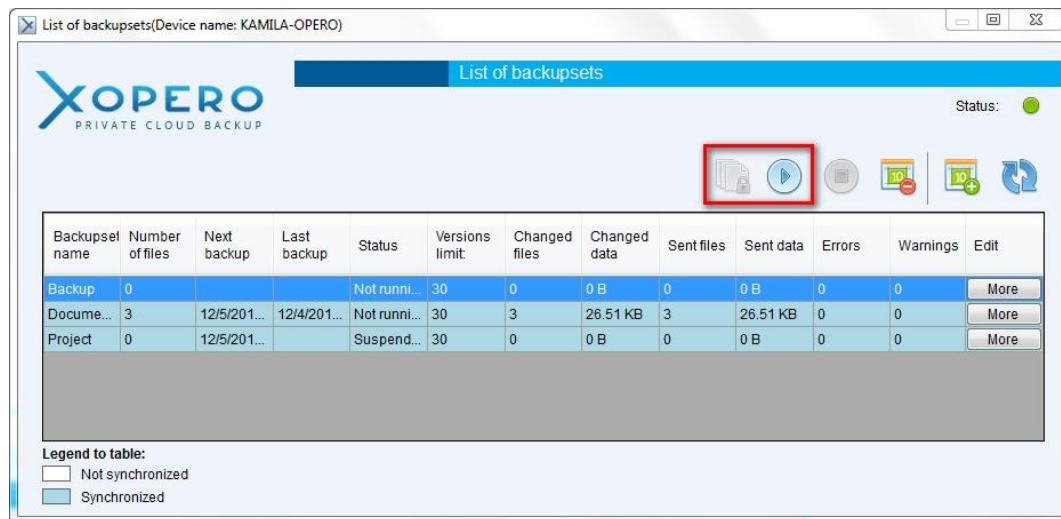 List of backupsets(Device name: KAMILA-OPERO)
List of backupsets
XOPERO
PRIVATE CLOUD BACKUP
Status:
10 10
Backupset name Number of files Next backup Last backup Status Versions limit: Changed files Changed data Sent files Sent data Errors Warnings Edit
Backup 0 Not runni... 30 0 0 B 0 0 B 0 0 More
Docume... 3 12/5/201... 12/4/201... Not runni... 30 3 26.51 KB 3 26.51 KB 0 0 More
Project 0 12/5/201... Suspend... 30 0 0 B 0 0 B 0 0 More
Legend to table:
Not synchronized
Synchronized